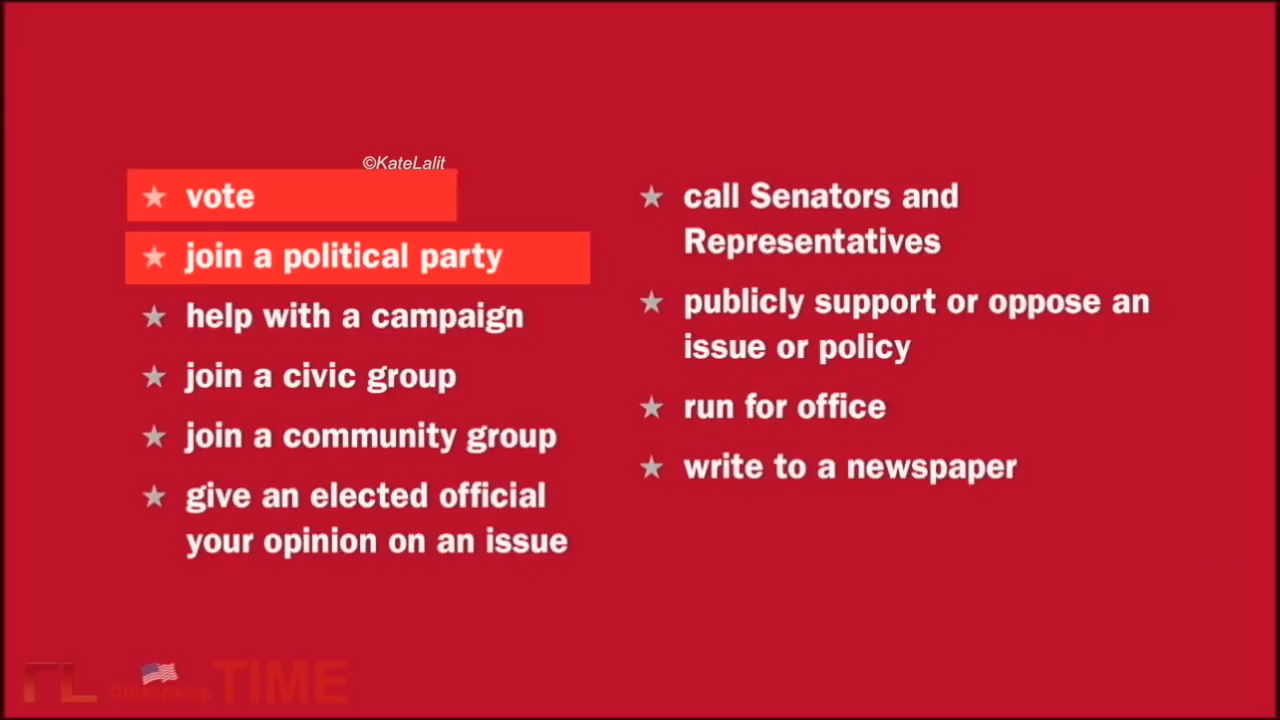 ©KateLalit
vote
join a political party
help with a campaign
join a civic group
join a community group
give an elected official
your opinion on an issue
call Senators and
Representatives
publicly support or oppose an
issue or policy
run for office
write to a newspaper
Citizenship TIME